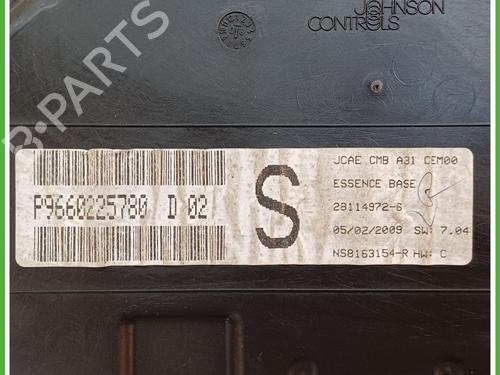 JOHNSON
CONTROLS
B-PARTS
P9660225780 D 02
S
JCAE CMB A31 CEM00
ESSENCE BASE
28114972-6
05/02/2009 SW: 7.04
NS8163154-R HW: C